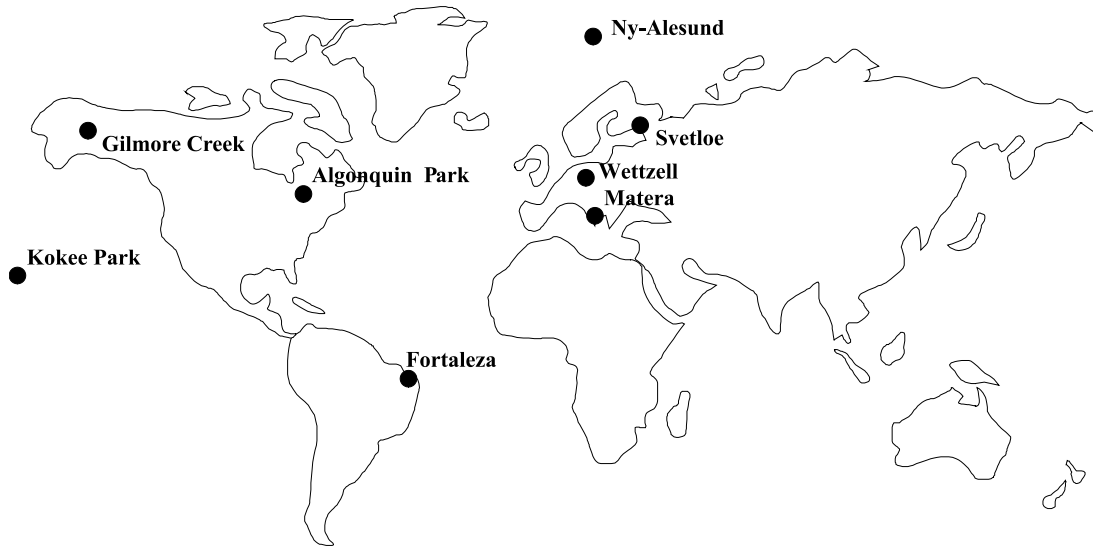 Ny-Alesund
Gilmore Creek
Svetloe
Algonquin Park
Wettzell
Matera
Kokee Park
Fortaleza